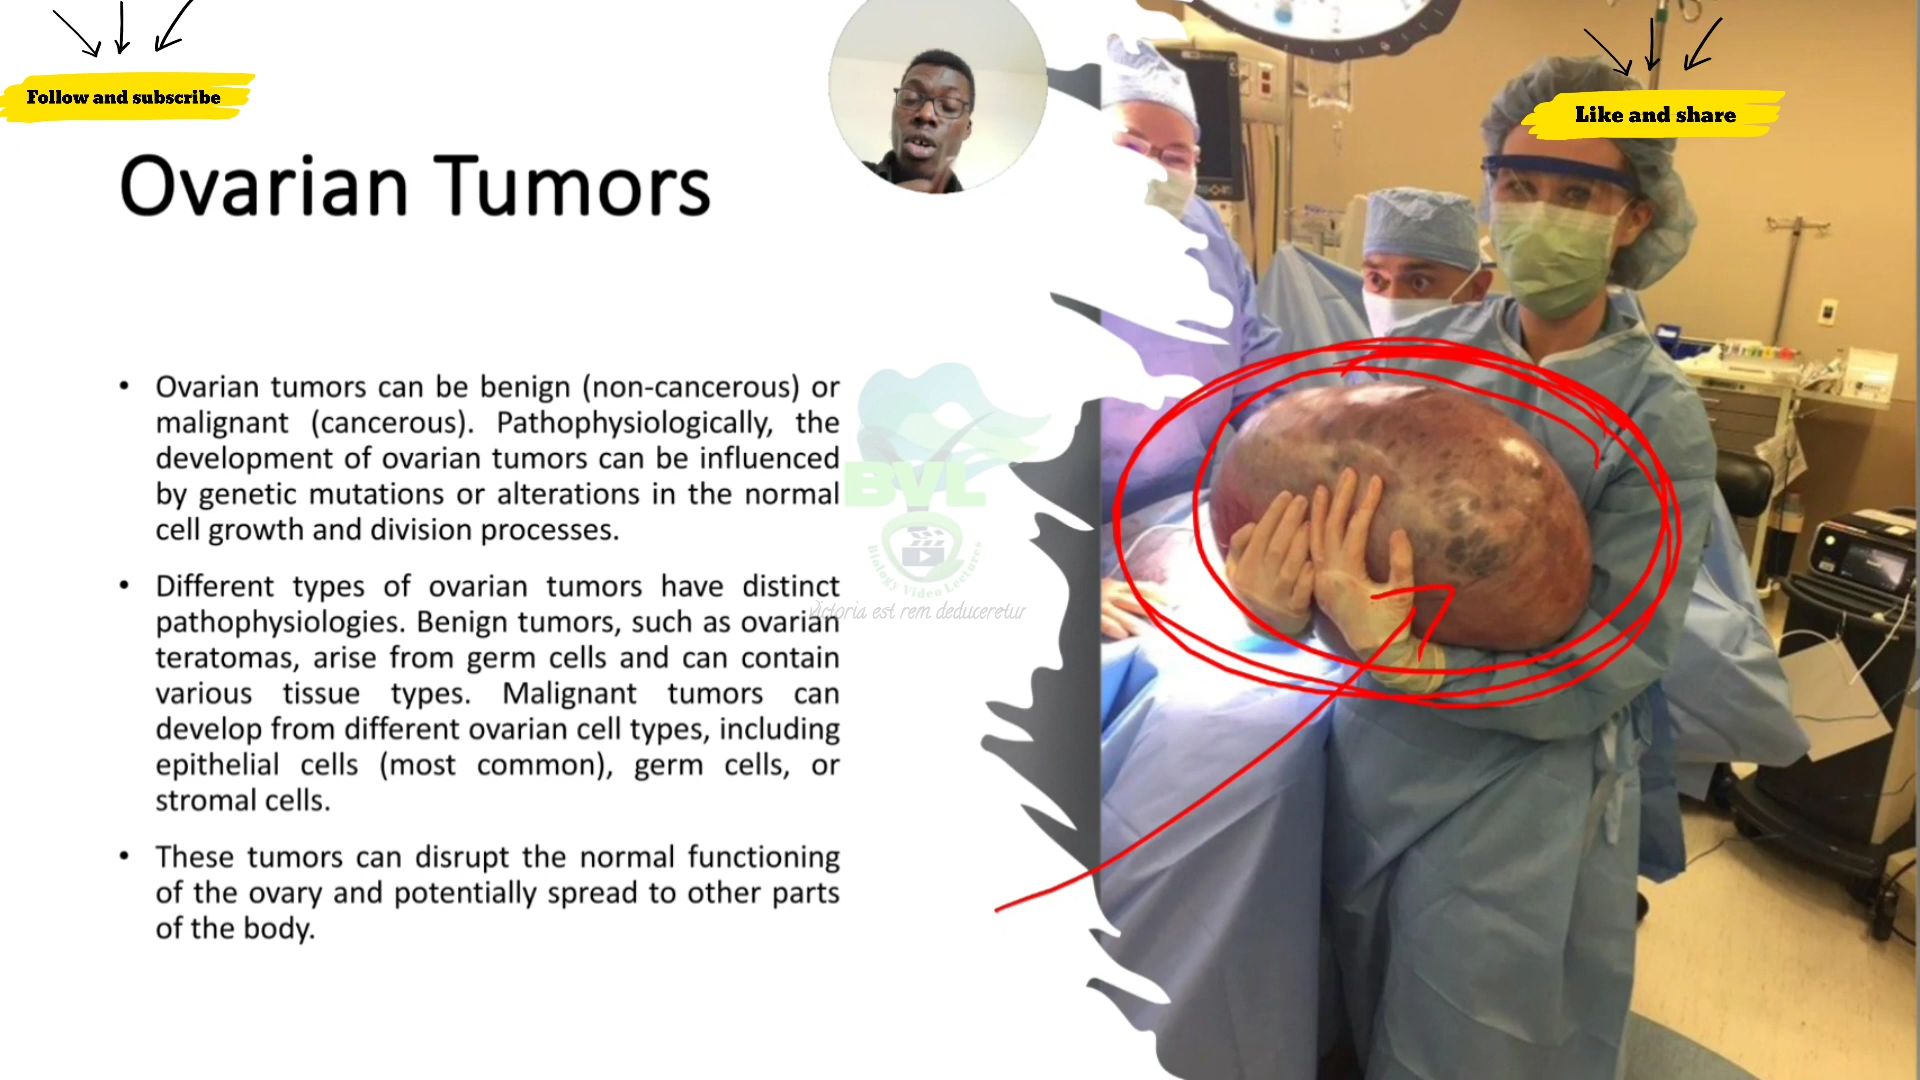 Follow and subscribe
Like and share
Ovarian Tumors
• Ovarian tumors can be benign (non-cancerous) or
malignant (cancerous). Pathophysiologically, the
development of ovarian tumors can be influenced
by genetic mutations or alterations in the normal
cell growth and division processes.
• Different types of ovarian tumors have distinct
pathophysiologies. Benign tumors, such as ovarian
teratomas, arise from germ cells and can contain
various tissue types. Malignant tumors can
develop from different ovarian cell types, including
epithelial cells (most common), germ cells, or
stromal cells.
• These tumors can disrupt the normal functioning
of the ovary and potentially spread to other parts
of the body.
BVL
Biology Video Lectures
Victoria est rem deduceretur